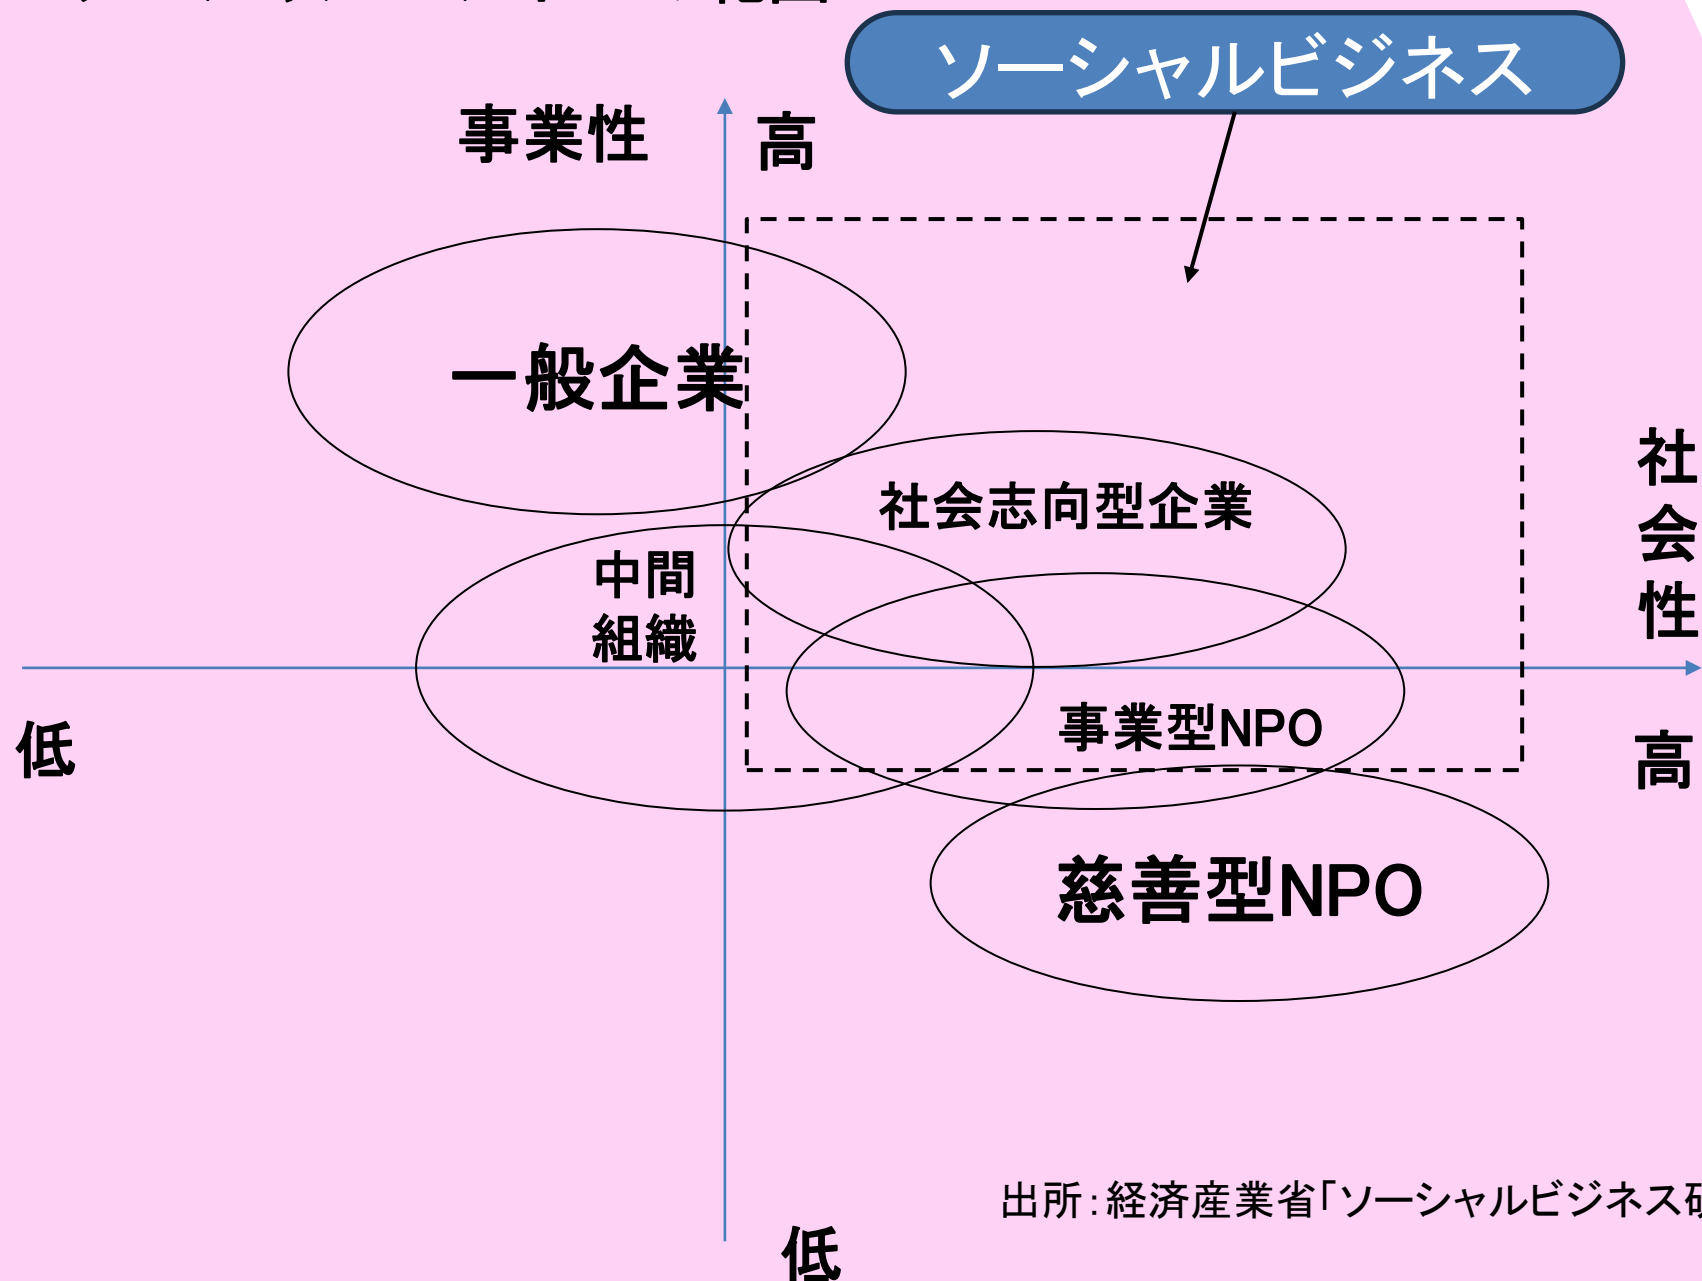 ソーシャルビジネス
事業性
高
一般企業
社会志向型企業
社会性
中間
組織
事業型NPO
低
高
慈善型NPO
出所：経済産業省「ソーシャルビジネス研
低